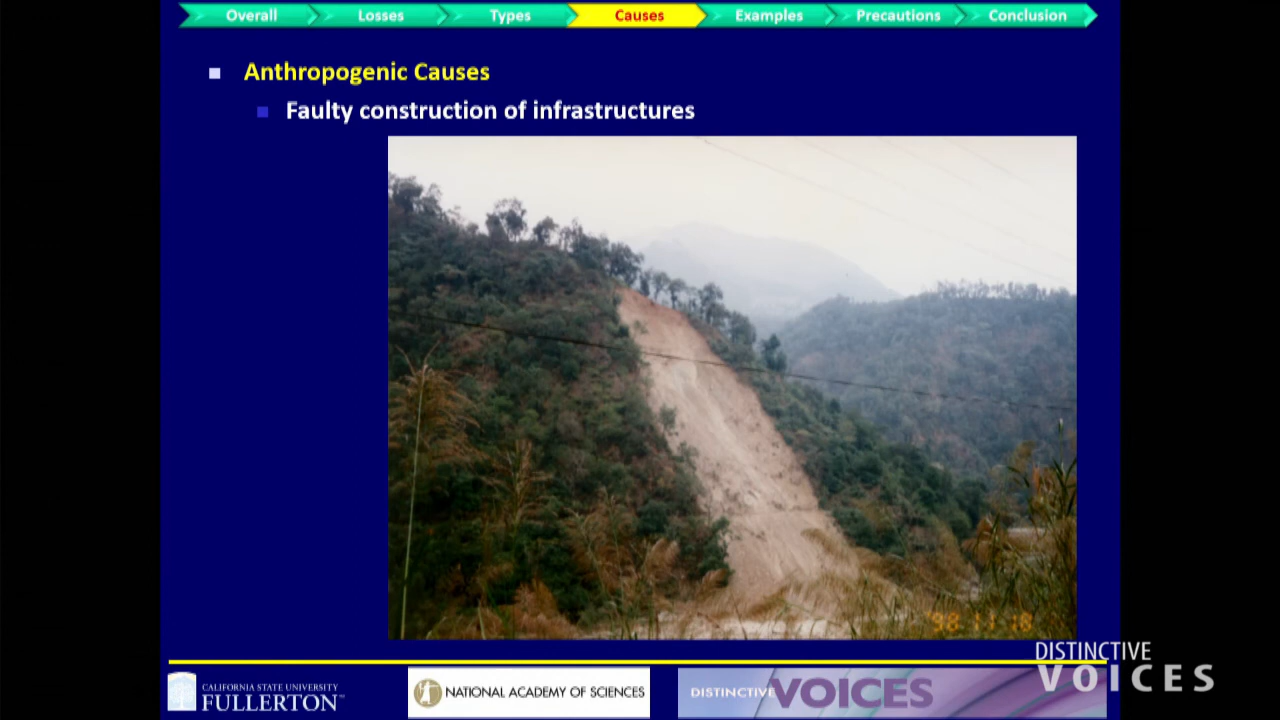 Overall
Losses
Types
Causes
Examples
Precautions
Conclusion
Anthropogenic Causes
Faulty construction of infrastructures
'98 11 18
DISTINCTIVE
VOICES
CALIFORNIA STATE UNIVERSITY
FULLERTON™
NATIONAL ACADEMY OF SCIENCES
DISTINCTIVE VOICES